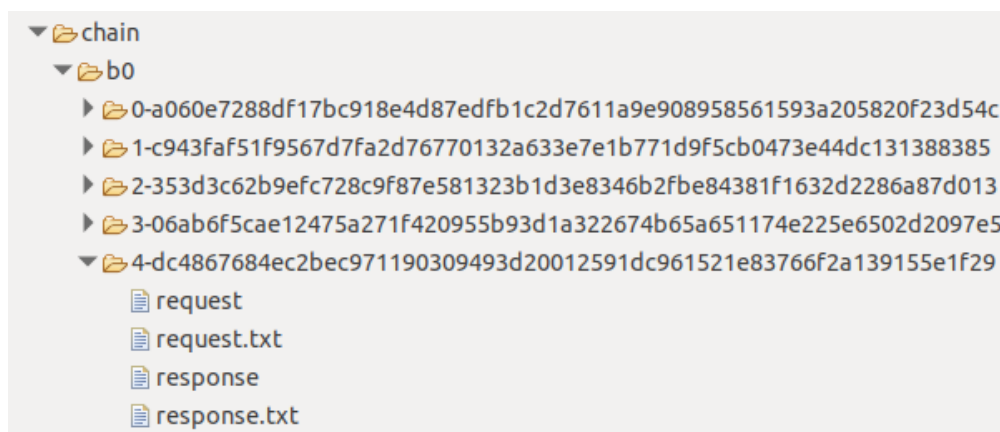 chain
b0
0-a060e7288df17bc918e4d87edfb1c2d7611a9e908958561593a205820f23d54c
1-c943faf51f9567d7fa2d76770132a633e7e1b771d9f5cb0473e44dc131388385
2-353d3c62b9efc728c9f87e581323b1d3e8346b2fbe84381f1632d2286a87d013
3-06ab6f5cae12475a271f420955b93d1a322674b65a651174e225e6502d2097e5
4-dc4867684ec2bec971190309493d20012591dc961521e83766f2a139155e1f29
request
request.txt
response
response.txt